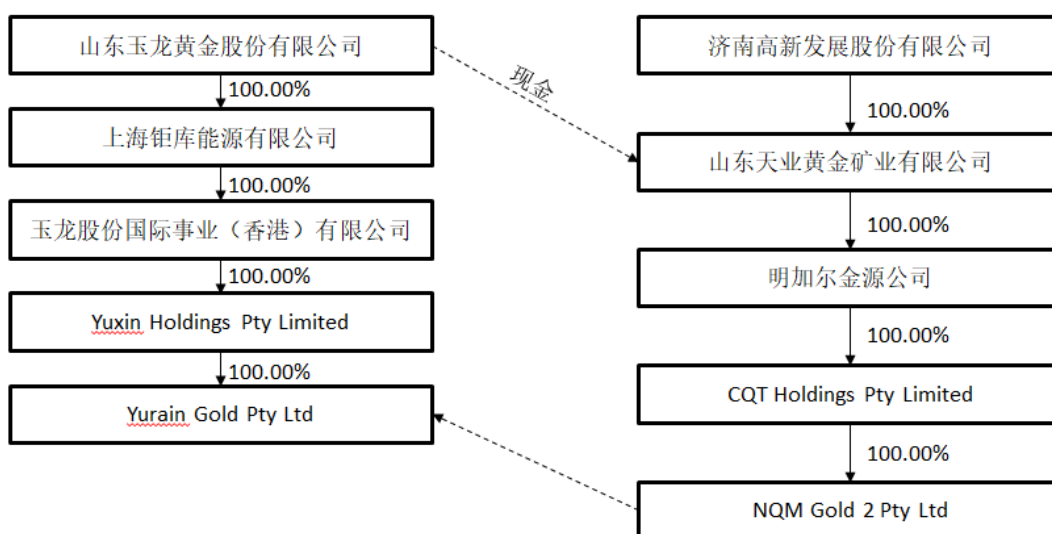 山东玉龙黄金股份有限公司
100.00%
上海钜库能源有限公司
100.00%
玉龙股份国际事业（香港）有限公司
100.00%
Yuxin Holdings Pty Limited
100.00%
Yurain Gold Pty Ltd
现金
济南高新发展股份有限公司
100.00%
山东天业黄金矿业有限公司
100.00%
明加尔金源公司
100.00%
CQT Holdings Pty Limited
100.00%
NQM Gold 2 Pty Ltd